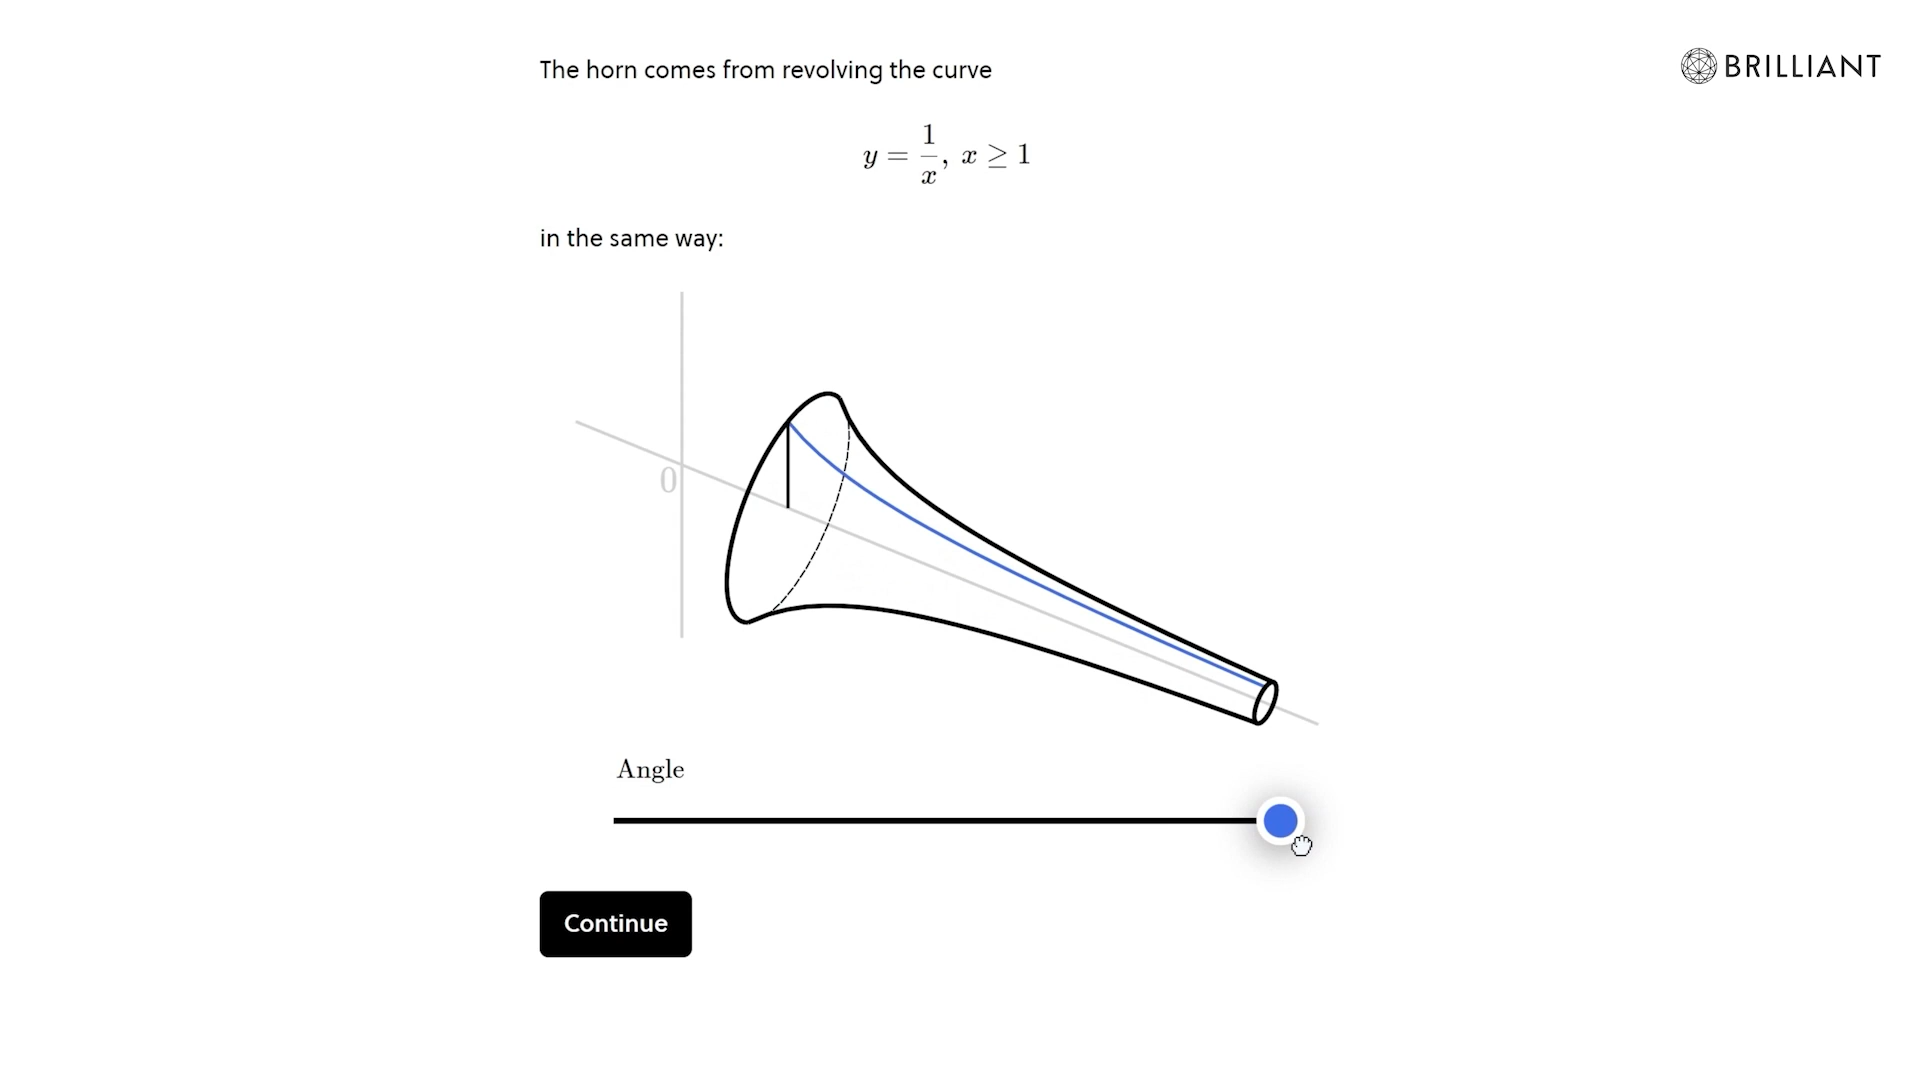 The horn comes from revolving the curve
BRILLIANT
y = 1/x, x ≥ 1
in the same way:
0
Angle
Continue